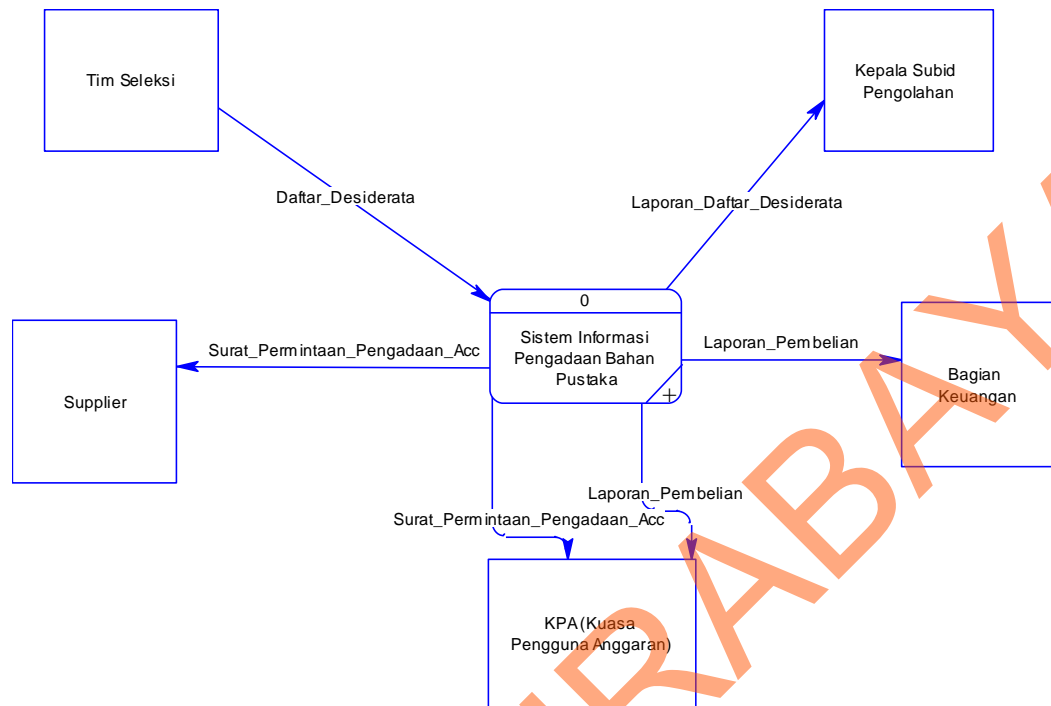 Tim Seleksi
Kepala Subid
Pengolahan
Daftar_Desiderata
Laporan_Daftar_Desiderata
0
Sistem Informasi
Pengadaan Bahan
Pustaka
+
Surat_Permintaan_Pengadaan_Acc
Laporan_Pembelian
Supplier
Bagian
Keuangan
Laporan_Pembelian
Surat_Permintaan_Pengadaan_Acc
KPA (Kuasa
Pengguna Anggaran)
RABAY